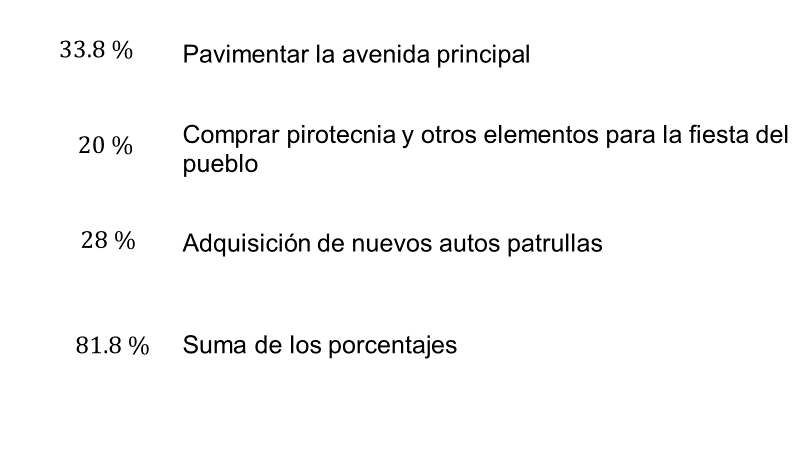 33.8 % Pavimentar la avenida principal
20 % Comprar pirotecnia y otros elementos para la fiesta del
pueblo
28 % Adquisición de nuevos autos patrullas
81.8 % Suma de los porcentajes